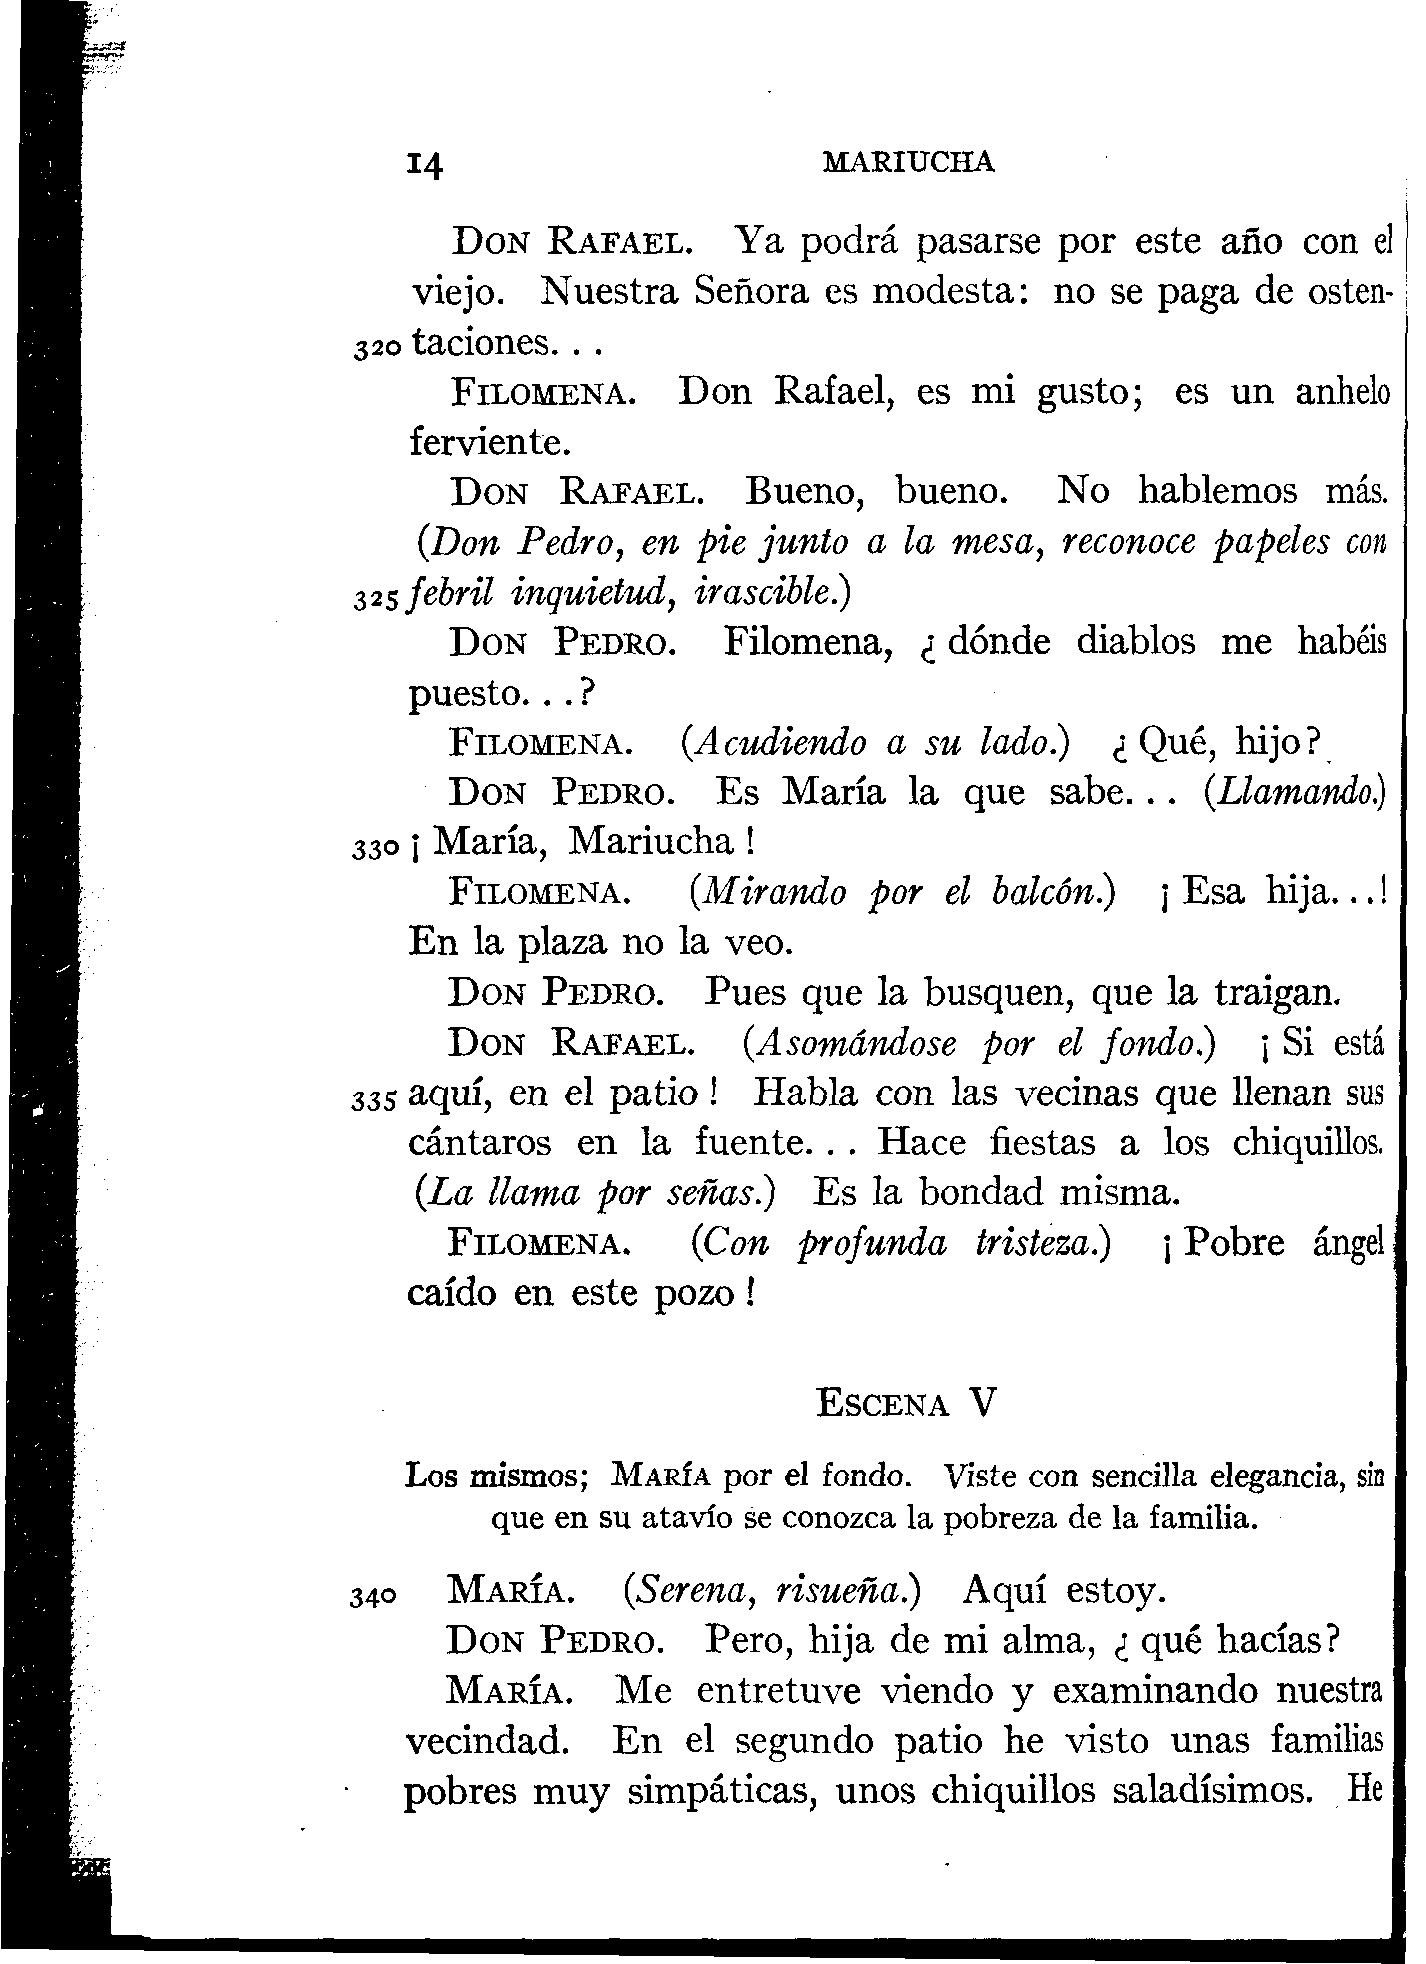 14 MARIUCHA
DON RAFAEL. Ya podrá pasarse por este año con el
viejo. Nuestra Señora es modesta: no se paga de osten-
320 taciones. . .
FILOMENA. Don Rafael, es mi gusto; es un anhelo
ferviente.
DON RAFAEL. Bueno, bueno. No hablemos más.
(Don Pedro, en pie junto a la mesa, reconoce papeles con
325 febril inquietud, irascible.)
DON PEDRO. Filomena, ¿ dónde diablos me habéis
puesto. . .?
FILOMENA. (Acudiendo a su lado.) ¿ Qué, hijo?
DON PEDRO. Es María la que sabe. . . (Llamando.)
330 ¡ María, Mariucha !
FILOMENA. (Mirando por el balcón.) ¡ Esa hija. . .!
En la plaza no la veo.
DON PEDRO. Pues que la busquen, que la traigan.
DON RAFAEL. (Asomándose por el fondo.) ¡ Si está
335 aquí, en el patio ! Habla con las vecinas que llenan sus
cántaros en la fuente. . . Hace fiestas a los chiquillos.
(La llama por señas.) Es la bondad misma.
FILOMENA. (Con profunda tristeza.) ¡ Pobre ángel
caído en este pozo !
ESCENA V
Los mismos; MARÍA por el fondo. Viste con sencilla elegancia, sin
que en su atavío se conozca la pobreza de la familia.
340 MARÍA. (Serena, risueña.) Aquí estoy.
DON PEDRO. Pero, hija de mi alma, ¿ qué hacías?
MARÍA. Me entretuve viendo y examinando nuestra
vecindad. En el segundo patio he visto unas familias
pobres muy simpáticas, unos chiquillos saladísimos. He